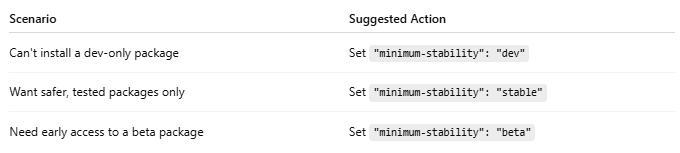 Scenario Suggested Action
Can't install a dev-only package Set "minimum-stability": "dev"
Want safer, tested packages only Set "minimum-stability": "stable"
Need early access to a beta package Set "minimum-stability": "beta"